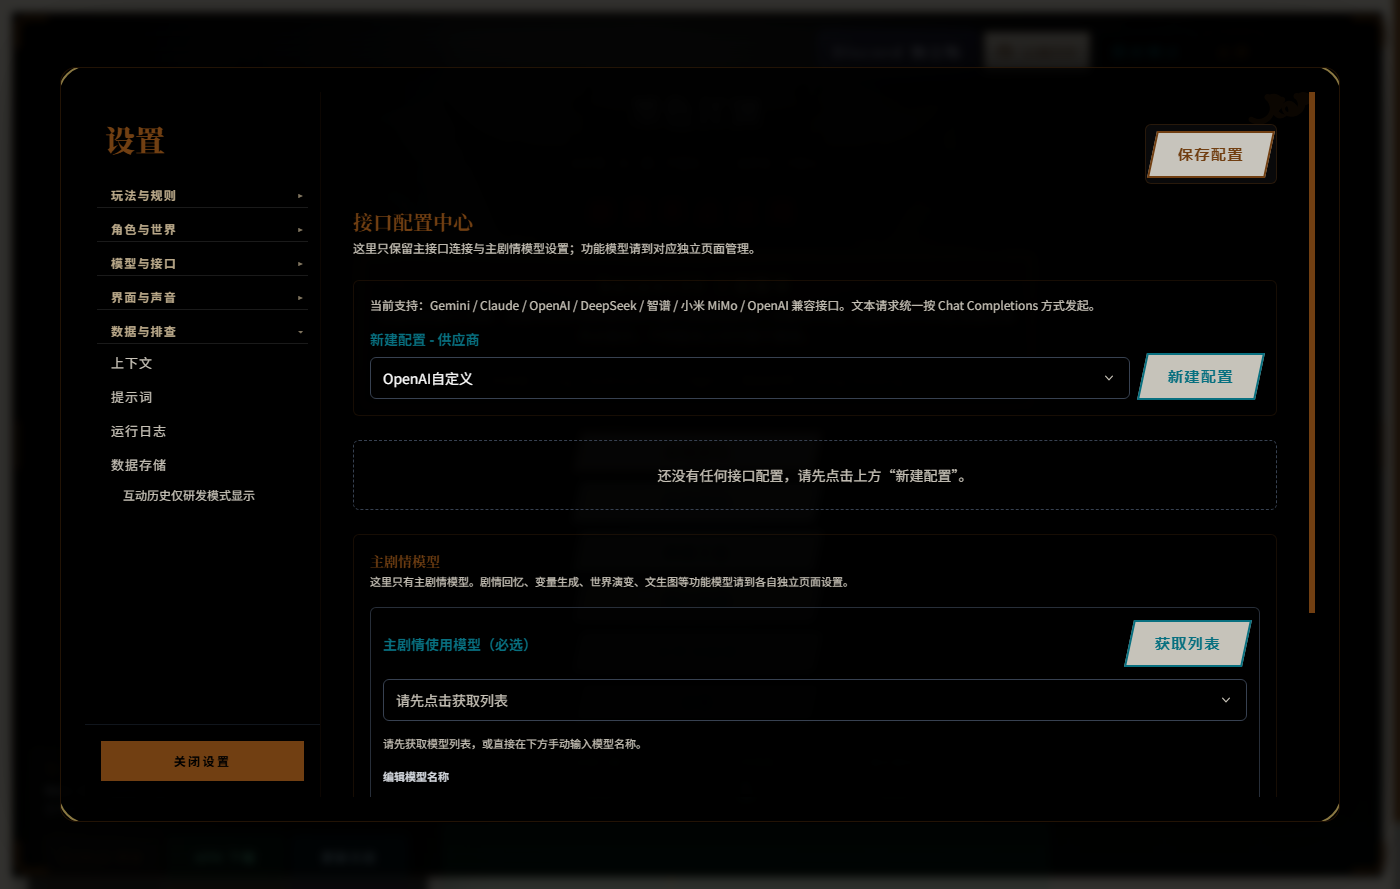 设置
玩法与规则
角色与世界
模型与接口
界面与声音
数据与排查
上下文
提示词
运行日志
数据存储
互动历史仅研发模式显示
关闭设置
保存配置
接口配置中心
这里只保留主接口连接与主剧情模型设置；功能模型请到对应独立页面管理。
当前支持：Gemini / Claude / OpenAI / DeepSeek / 智谱 / 小米 MiMo / OpenAI 兼容接口。文本请求统一按 Chat Completions 方式发起。
新建配置 - 供应商
OpenAI自定义
新建配置
还没有任何接口配置，请先点击上方“新建配置”。
主剧情模型
这里只有主剧情模型。剧情回忆、变量生成、世界演变、文生图等功能模型请到各自独立页面设置。
主剧情使用模型（必选）
获取列表
请先点击获取列表
请先获取模型列表，或直接在下方手动输入模型名称。
编辑模型名称